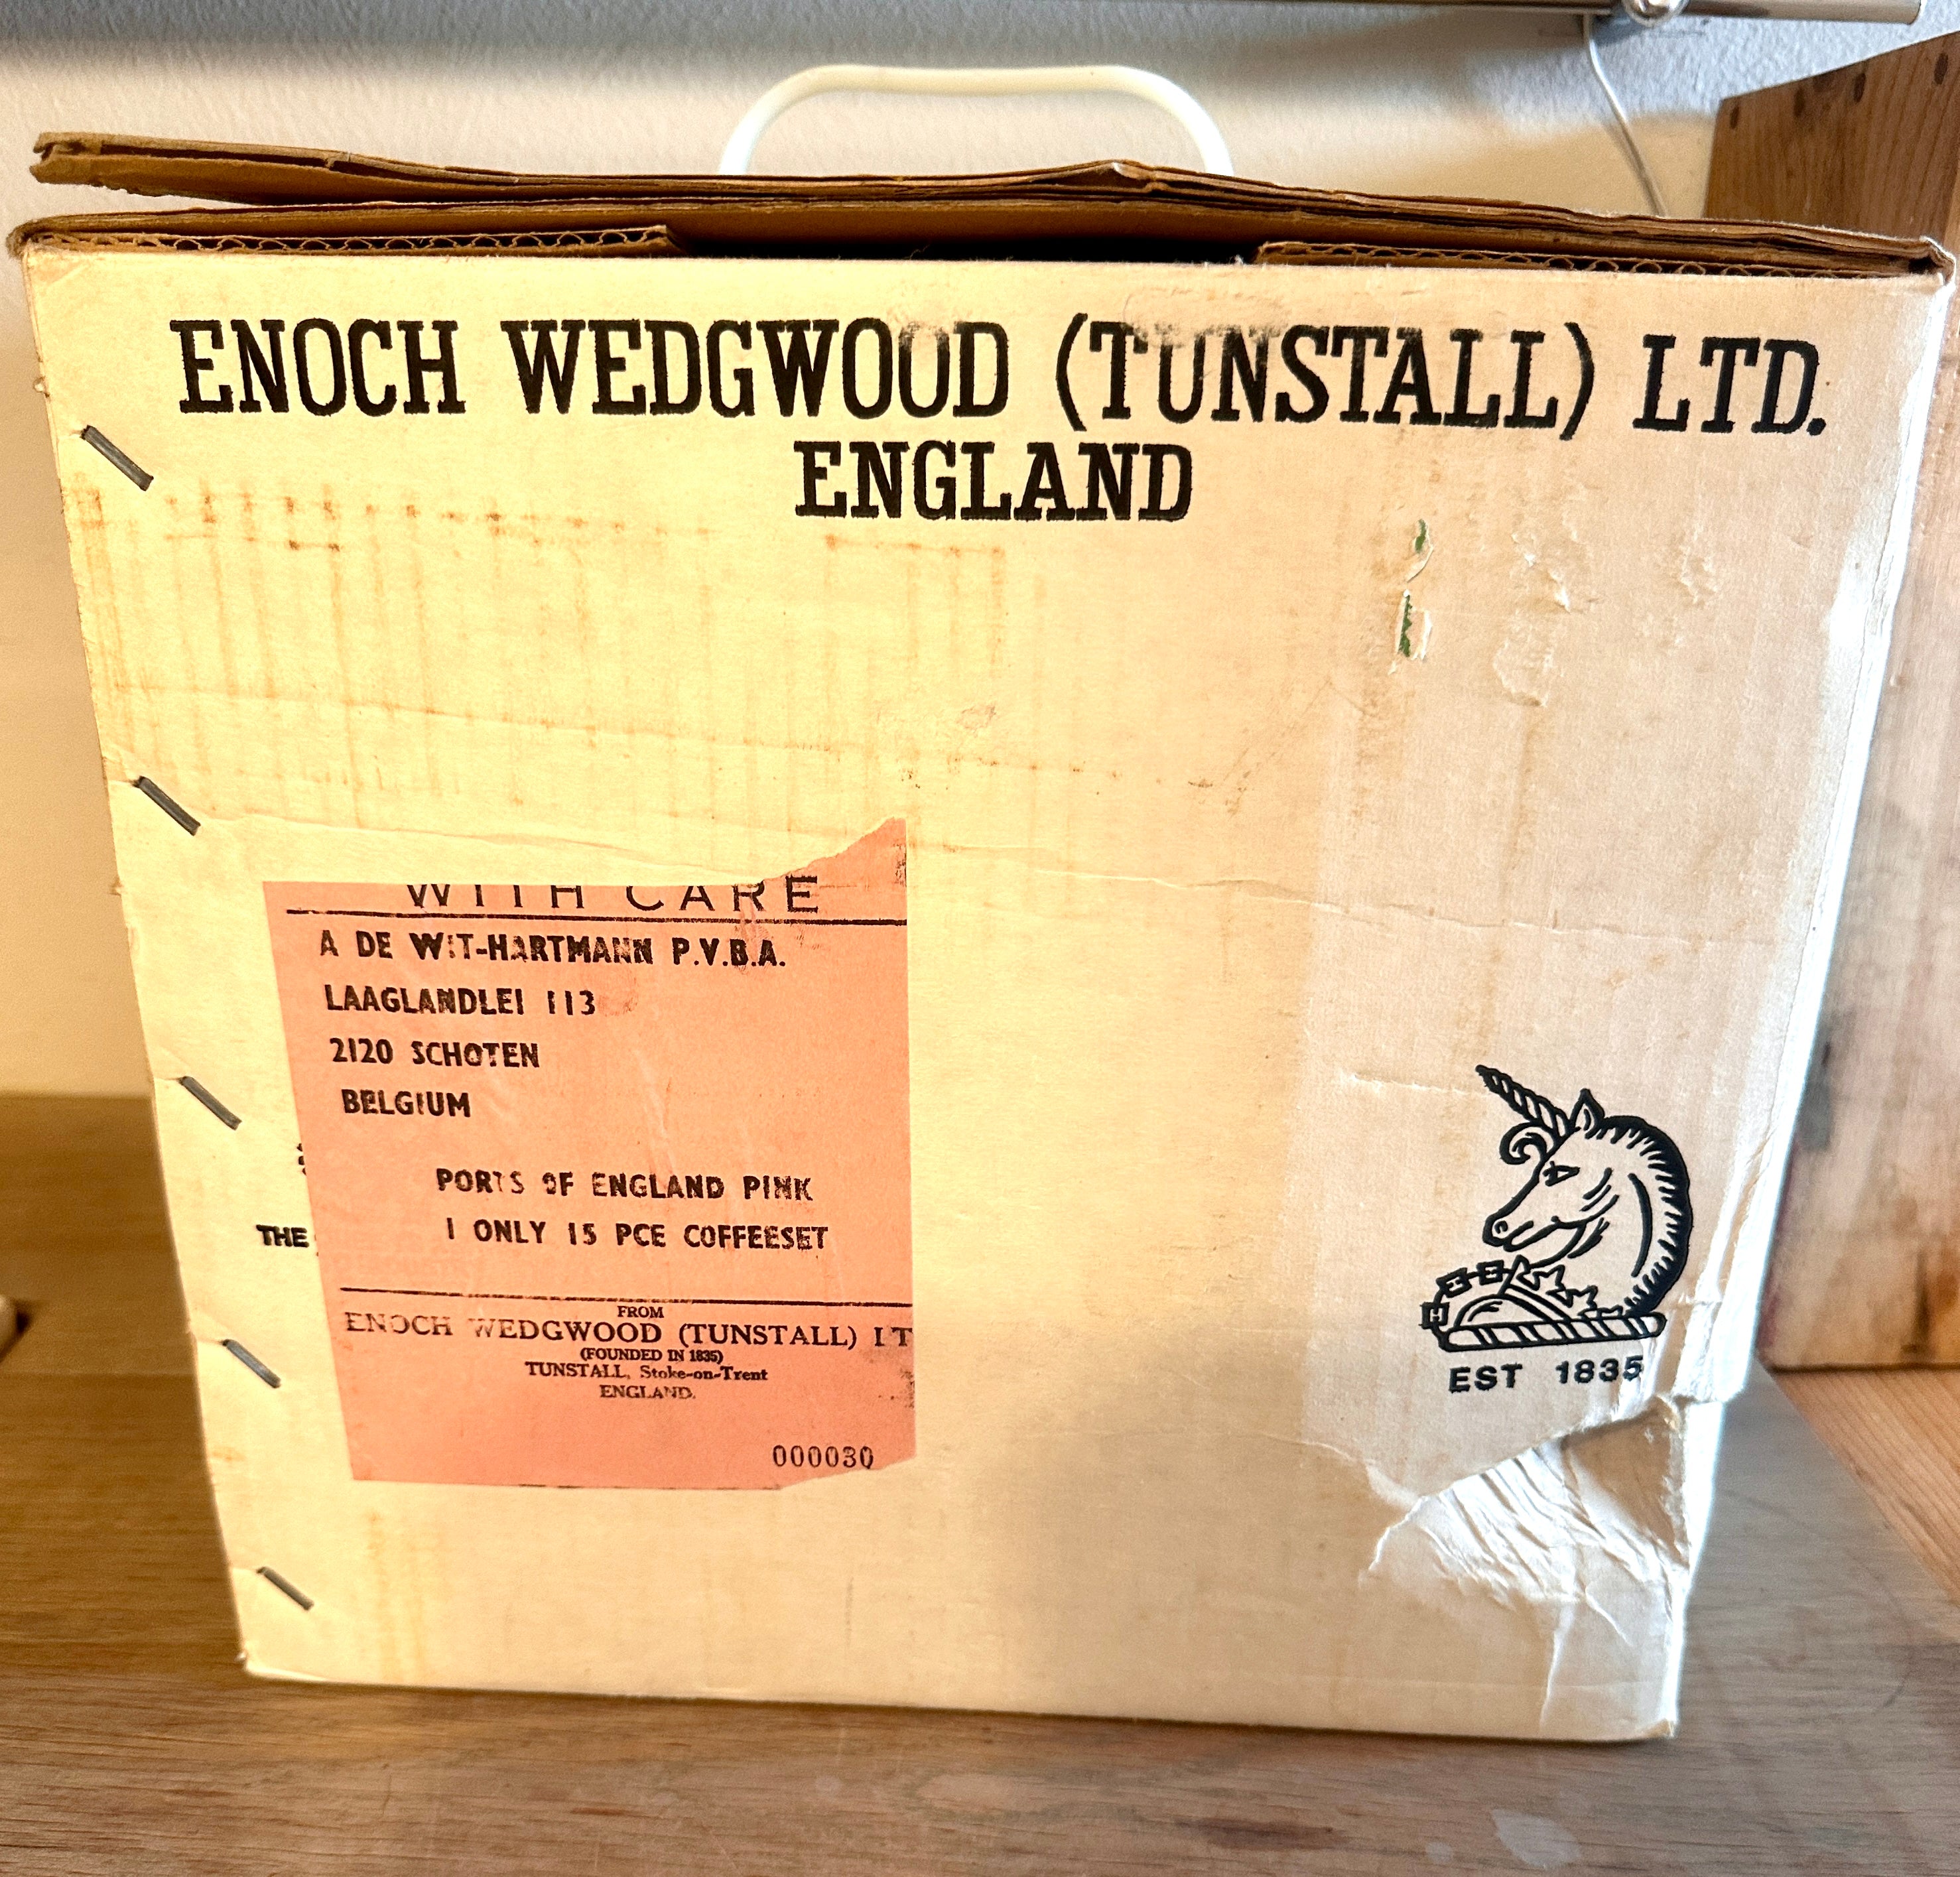 ENOCH WEDGWOOD (TUNSTALL) LTD.
ENGLAND
WITH CARE
A DE WIT-HARTMANN P.V.B.A.
LAAGLANDLEI 113
2120 SCHOTEN
BELGIUM
PORTS OF ENGLAND PINK
1 ONLY 15 PCE COFFEESET
THE
FROM
ENOCH WEDGWOOD (TUNSTALL) LT
(FOUNDED IN 1835)
TUNSTALL, Stoke-on-Trent
ENGLAND.
000030
EST 1835